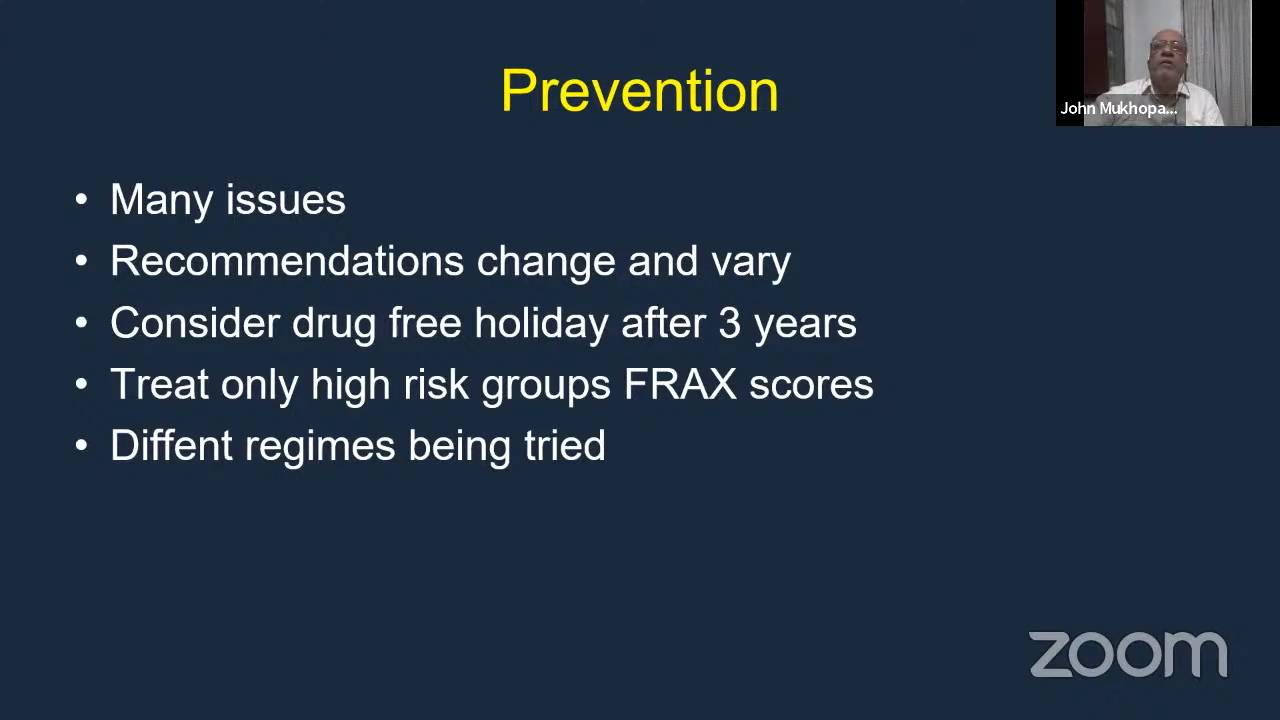 Prevention
John Mukhopa...
• Many issues
• Recommendations change and vary
• Consider drug free holiday after 3 years
• Treat only high risk groups FRAX scores
• Diffent regimes being tried
zoom